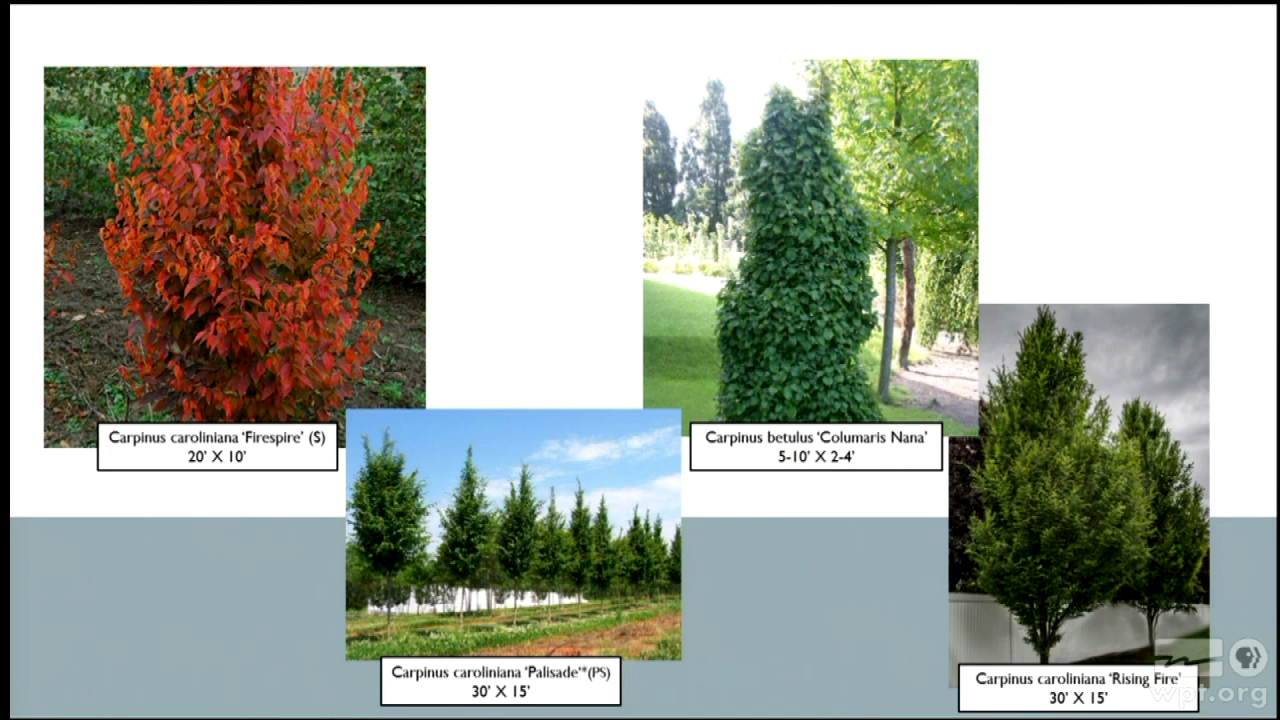 Carpinus caroliniana ‘Firespire’ (S)
20’ X 10’
Carpinus betulus ‘Columaris Nana’
5-10’ X 2-4’
Carpinus caroliniana ‘Palisade’*(PS)
30’ X 15’
Carpinus caroliniana ‘Rising Fire’
30’ X 15’
wpt.org